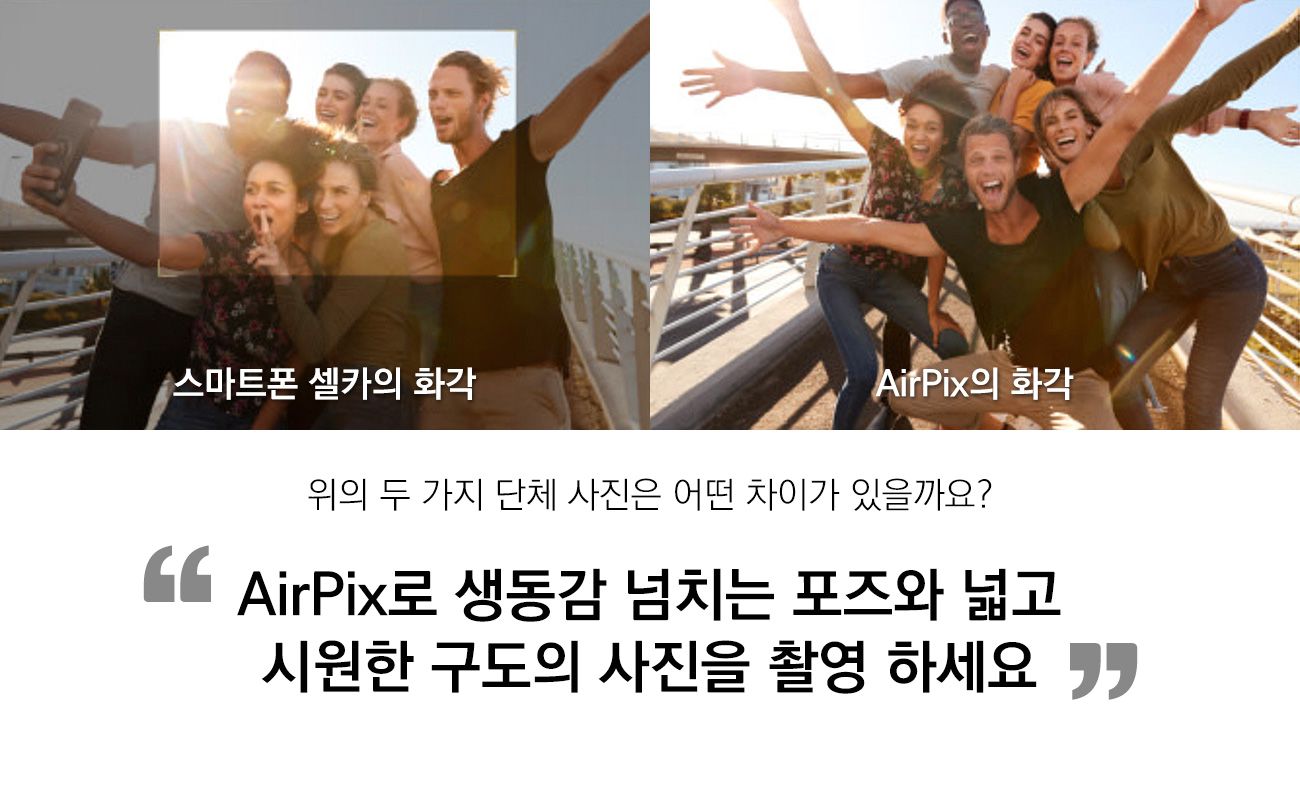 스마트폰 셀카의 화각
AirPix의 화각
위의 두 가지 단체 사진은 어떤 차이가 있을까요?
“ AirPix로 생동감 넘치는 포즈와 넓고
시원한 구도의 사진을 촬영 하세요 ”